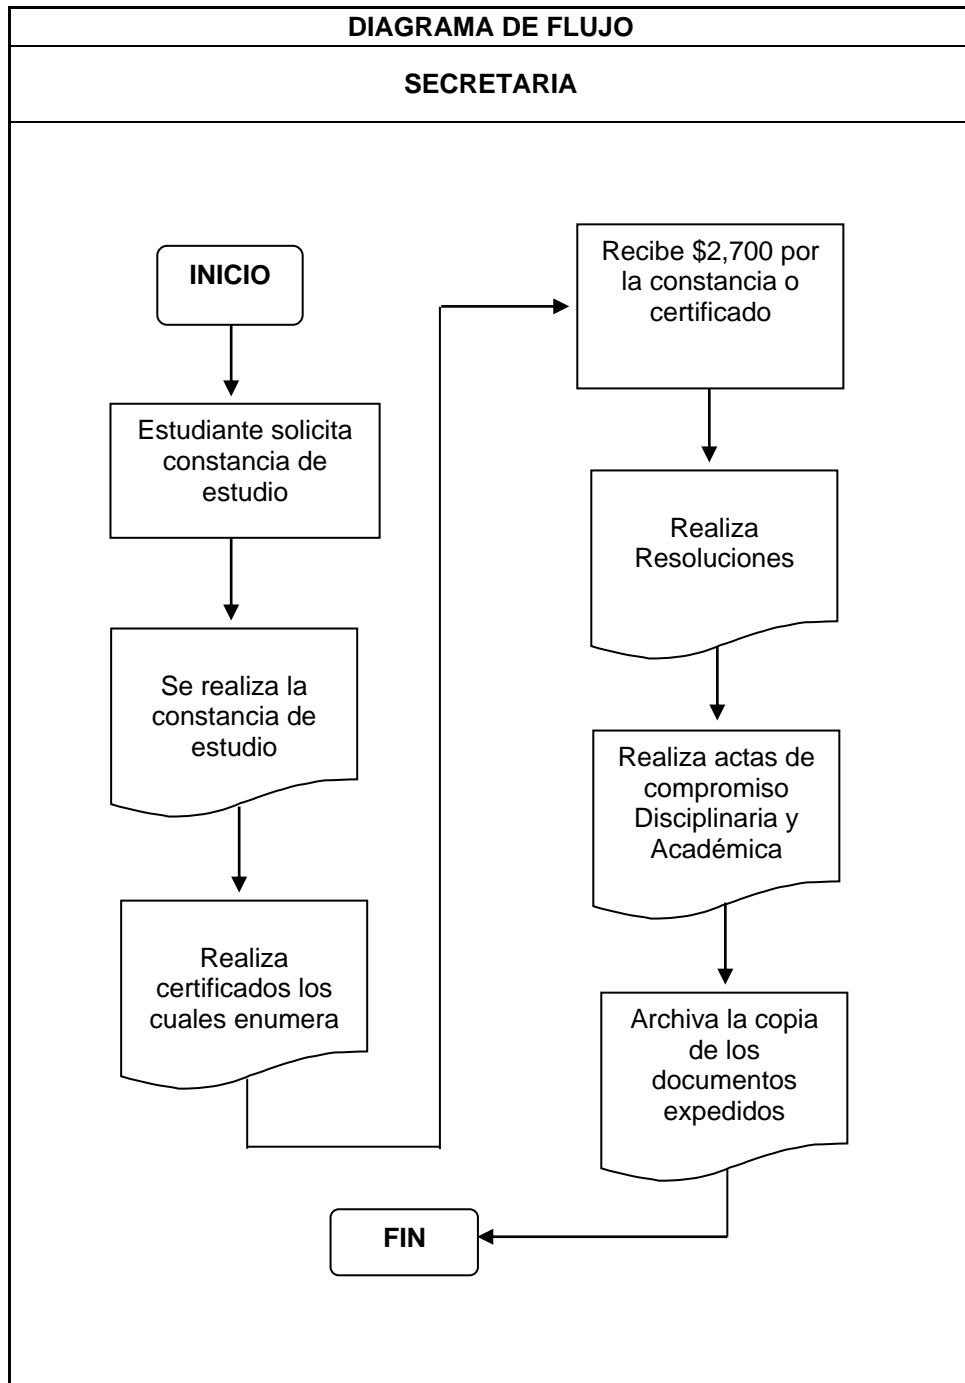 DIAGRAMA DE FLUJO
SECRETARIA
INICIO
Estudiante solicita
constancia de
estudio
Se realiza la
constancia de
estudio
Realiza
certificados los
cuales enumera
Recibe $2,700 por
la constancia o
certificado
Realiza
Resoluciones
Realiza actas de
compromiso
Disciplinaria y
Académica
Archiva la copia
de los
documentos
expedidos
FIN